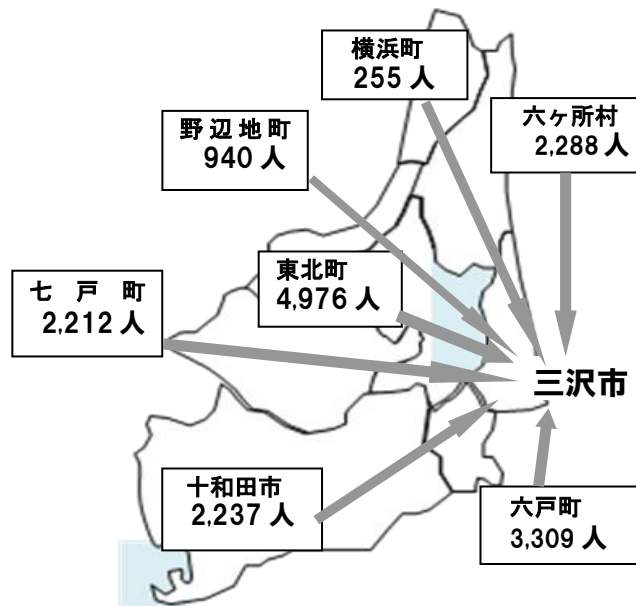 横浜町
255 人
六ヶ所村
2,288 人
野辺地町
940 人
東北町
4,976 人
七 戸 町
2,212 人
三沢市
十和田市
2,237 人
六戸町
3,309 人